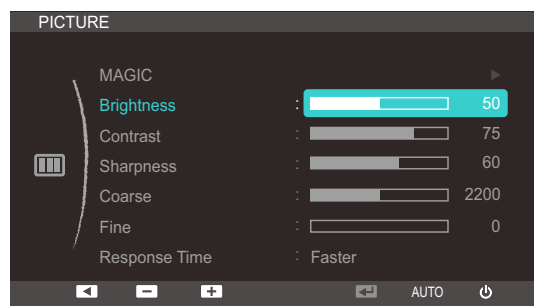 PICTURE
MAGIC
Brightness : 50
Contrast : 75
Sharpness : 60
Coarse : 2200
Fine : 0
Response Time : Faster
AUTO